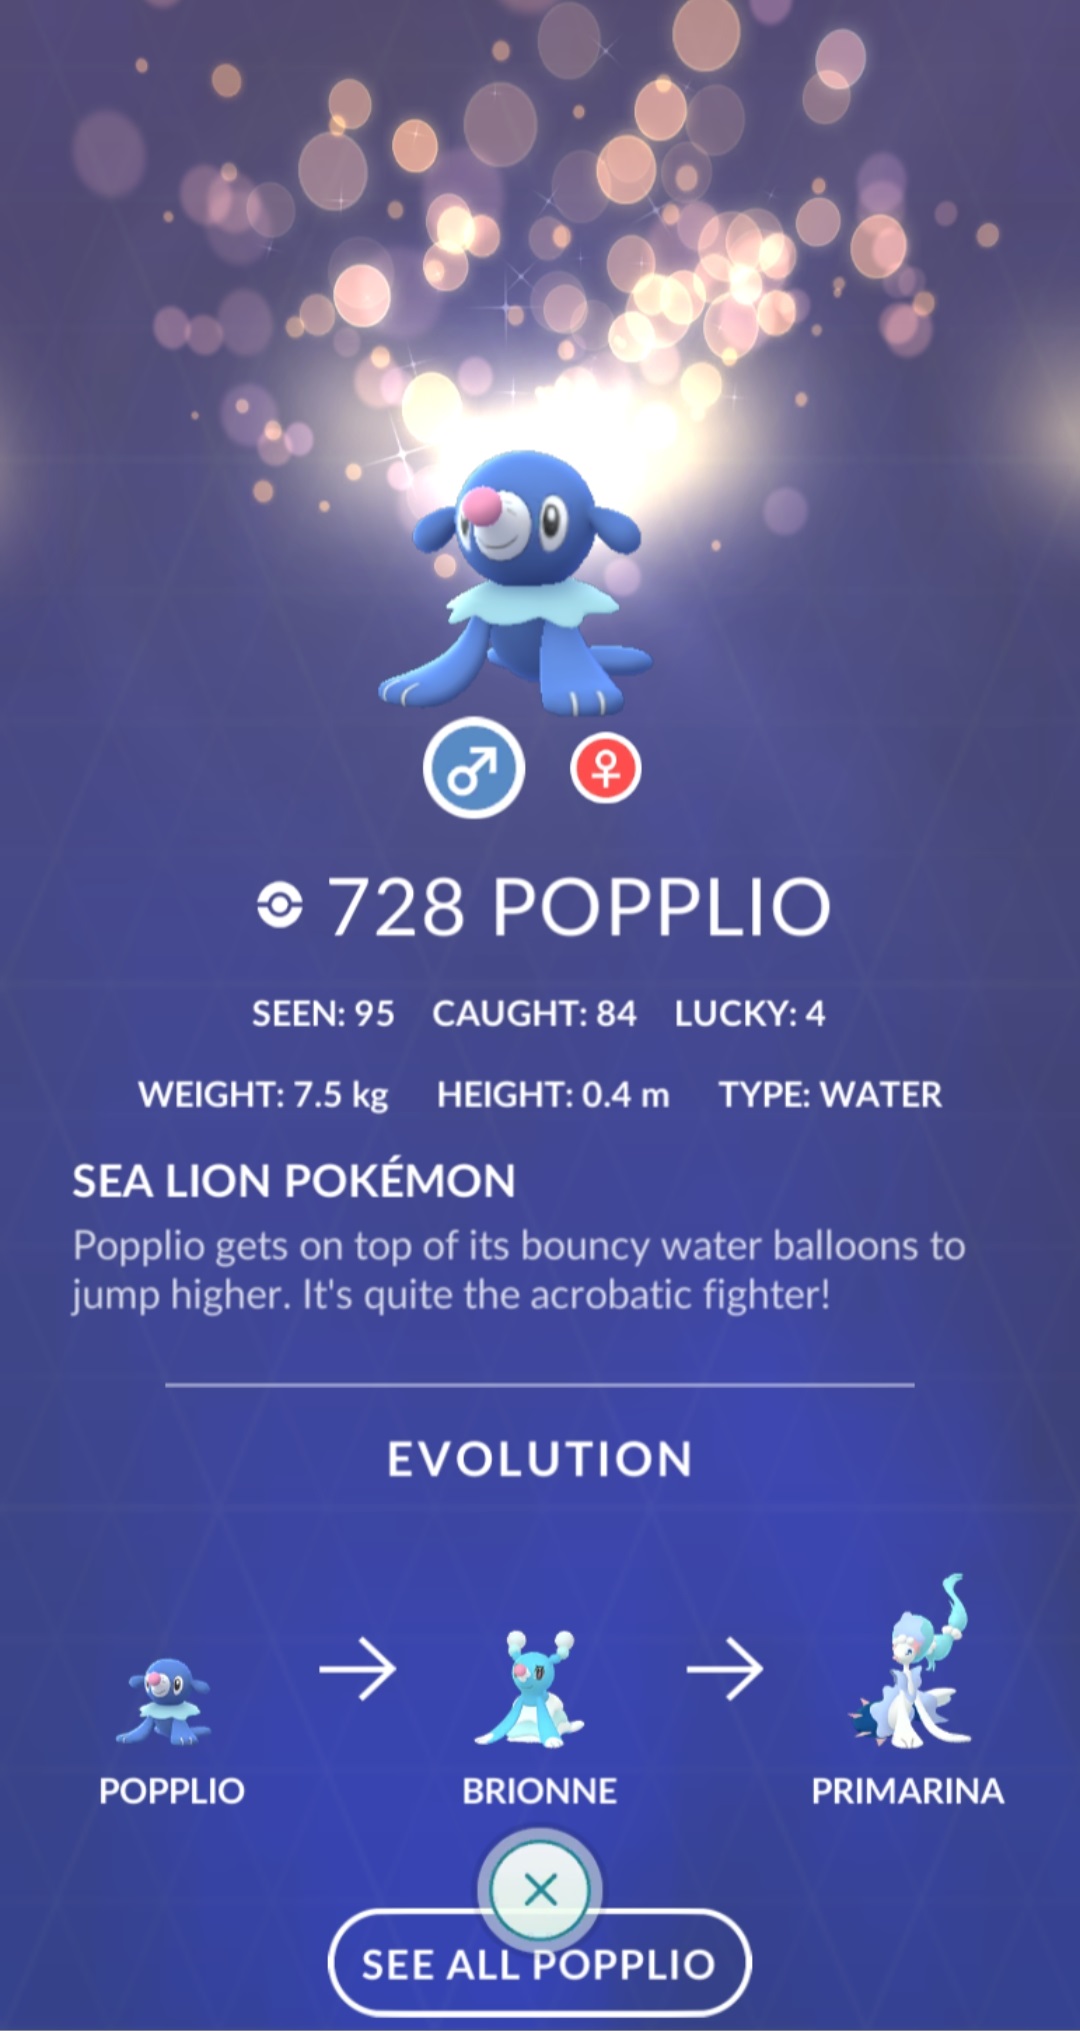 728 POPPLIO
SEEN: 95 CAUGHT: 84 LUCKY: 4
WEIGHT: 7.5 kg HEIGHT: 0.4 m TYPE: WATER
SEA LION POKÉMON
Popplio gets on top of its bouncy water balloons to
jump higher. It's quite the acrobatic fighter!
EVOLUTION
POPPLIO BRIONNE PRIMARINA
SEE ALL POPPLIO